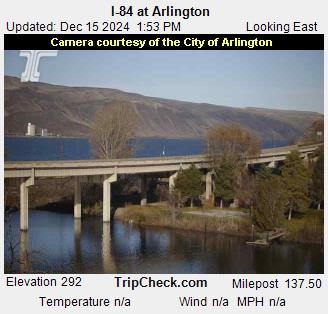 I-84 at Arlington
Updated: Dec 15 2024 1:53 PM Looking East
Camera courtesy of the City of Arlington
Elevation 292 TripCheck.com Milepost 137.50
Temperature n/a Wind n/a MPH n/a